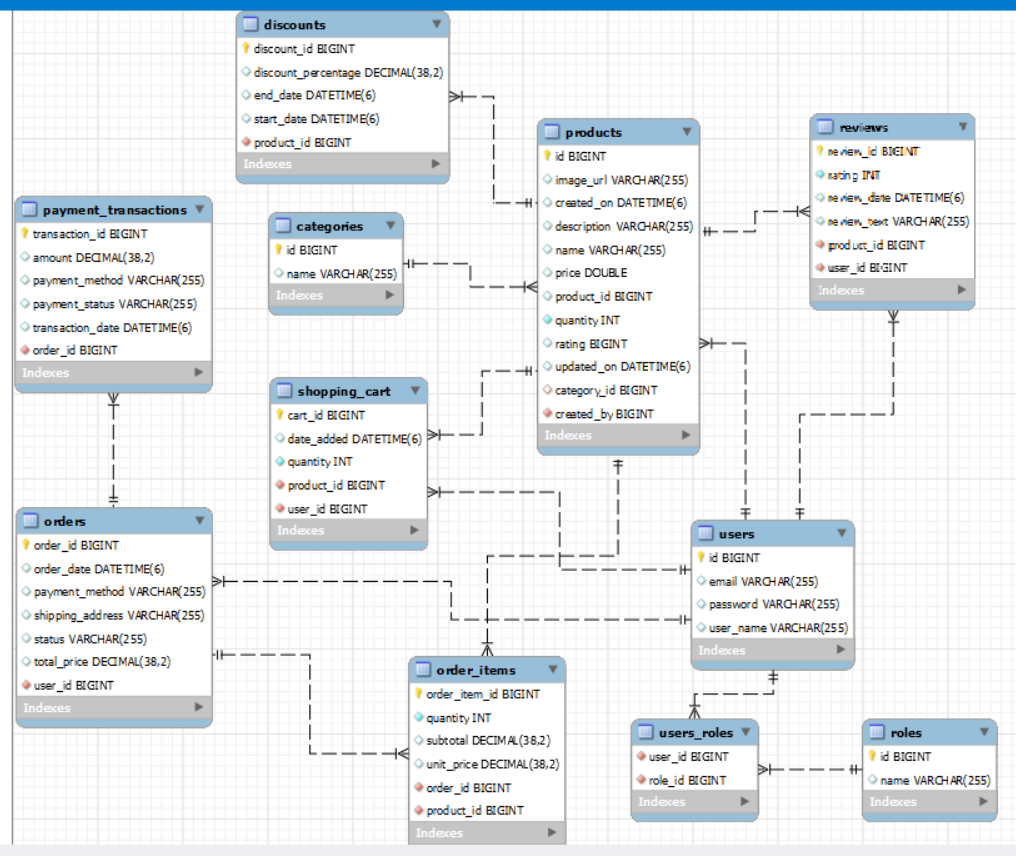 discounts
discount_id BIGINT
discount_percentage DECIMAL(38,2)
end_date DATETIME(6)
start_date DATETIME(6)
product_id BIGINT
Indexes
products
id BIGINT
image_url VARCHAR(255)
created_on DATETIME(6)
description VARCHAR(255)
name VARCHAR(255)
price DOUBLE
product_id BIGINT
quantity INT
rating BIGINT
updated_on DATETIME(6)
category_id BIGINT
created_by BIGINT
Indexes
reviews
review_id BIGINT
rating INT
review_date DATETIME(6)
review_text VARCHAR(255)
product_id BIGINT
user_id BIGINT
Indexes
payment_transactions
transaction_id BIGINT
amount DECIMAL(38,2)
payment_method VARCHAR(255)
payment_status VARCHAR(255)
transaction_date DATETIME(6)
order_id BIGINT
Indexes
categories
id BIGINT
name VARCHAR(255)
Indexes
shopping_cart
cart_id BIGINT
date_added DATETIME(6)
quantity INT
product_id BIGINT
user_id BIGINT
Indexes
orders
order_id BIGINT
order_date DATETIME(6)
payment_method VARCHAR(255)
shipping_address VARCHAR(255)
status VARCHAR(255)
total_price DECIMAL(38,2)
user_id BIGINT
Indexes
users
id BIGINT
email VARCHAR(255)
password VARCHAR(255)
user_name VARCHAR(255)
Indexes
order_items
order_item_id BIGINT
quantity INT
subtotal DECIMAL(38,2)
unit_price DECIMAL(38,2)
order_id BIGINT
product_id BIGINT
Indexes
users_roles
user_id BIGINT
role_id BIGINT
Indexes
roles
id BIGINT
name VARCHAR(255)
Indexes